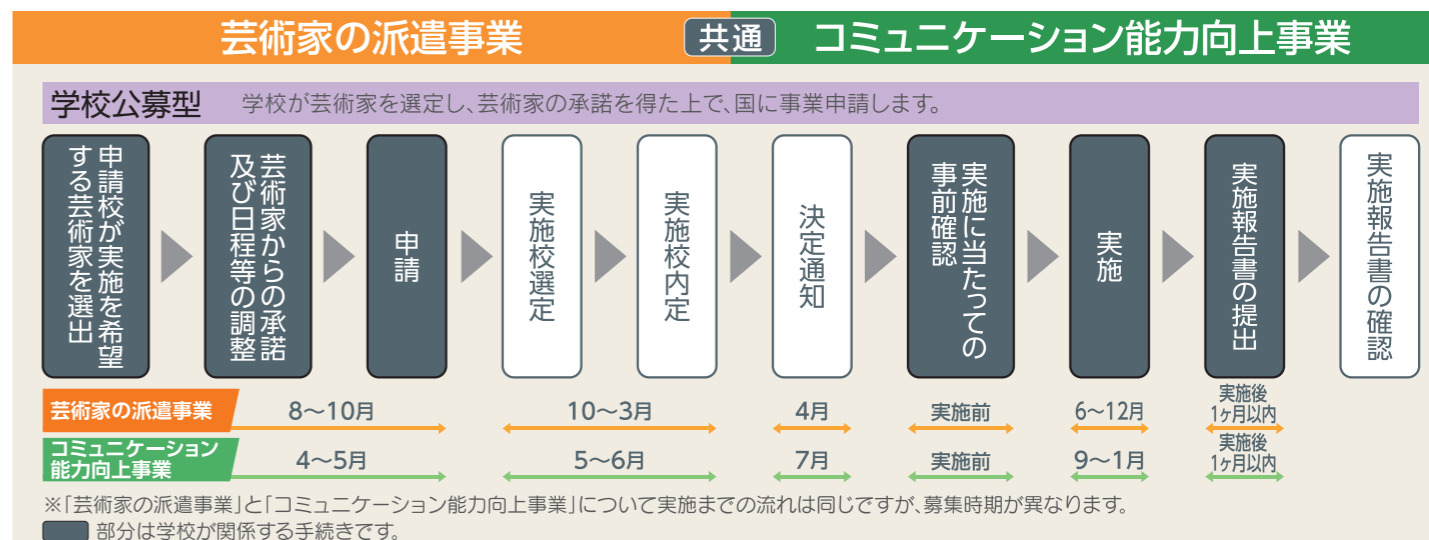 芸術家の派遣事業
共通
コミュニケーション能力向上事業
学校公募型
学校が芸術家を選定し、芸術家の承諾を得た上で、国に事業申請します。
申請校が実施を希望
する芸術家を選出
芸術家からの承諾
及び日程等の調整
申請
実施校選定
実施校内定
決定通知
実施に当たっての
事前確認
実施
実施報告書の提出
実施報告書の確認
芸術家の派遣事業
8〜10月
10〜3月
4月
実施前
6〜12月
実施後
1ヶ月以内
コミュニケーション
能力向上事業
4〜5月
5〜6月
7月
実施前
9〜1月
実施後
1ヶ月以内
※「芸術家の派遣事業」と「コミュニケーション能力向上事業」について実施までの流れは同じですが、募集時期が異なります。
部分は学校が関係する手続きです。